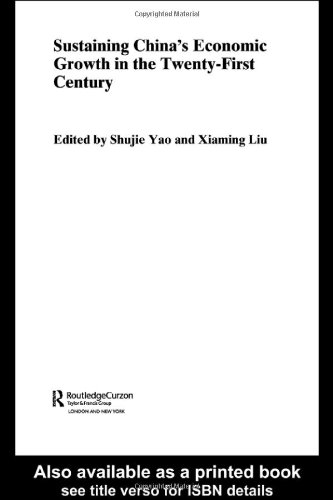 Copyrighted Material
Sustaining China's Economic
Growth in the Twenty-First
Century
Edited by Shujie Yao and Xiaming Liu
RoutledgeCurzon
Taylor & Francis Group
LONDON AND NEW YORK
Copyrighted Material
Also available as a printed book
see title verso for ISBN details